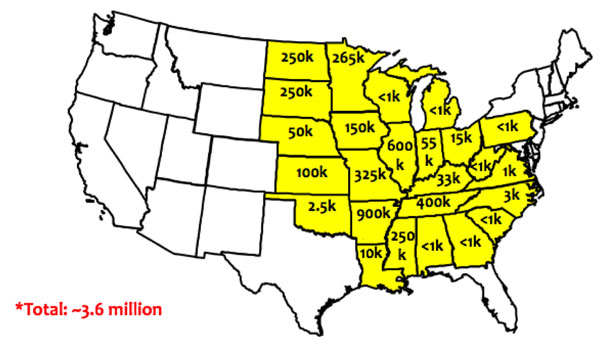 250k
265k
250k
<1k
<1k
50k
150k
600
k
55
k
15k
<1k
100k
325k
33k
<1k
1k
2.5k
900k
400k
3k
<1k
10k
250
k
<1k
<1k
*Total: ~3.6 million